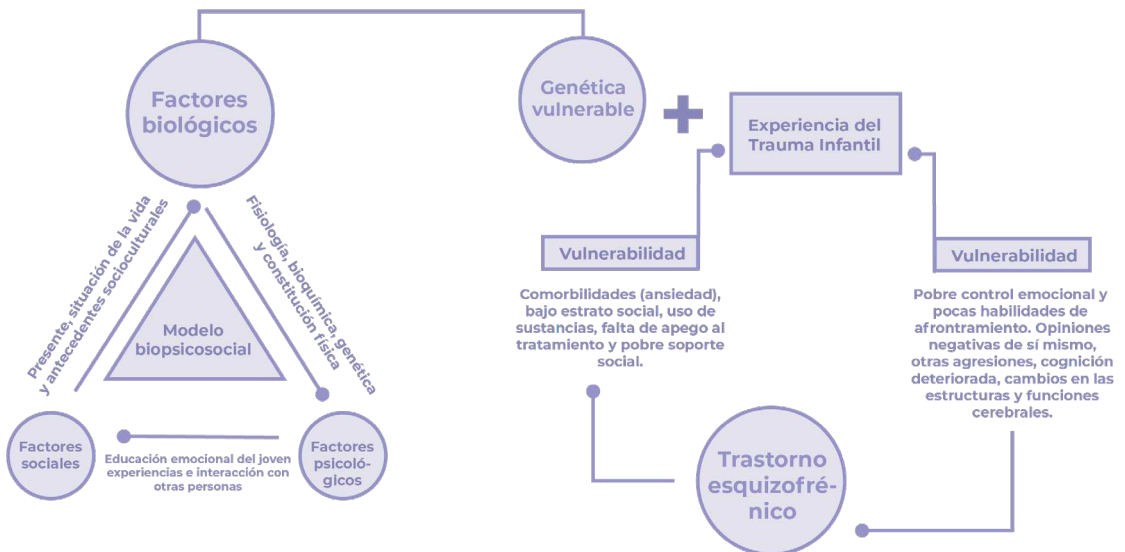 Factores
biológicos
Genética
vulnerable
Experiencia del
Trauma Infantil
Presente, situación de la vida
y antecedentes socioculturales
Fisiología, bioquímica, genética
y constitución física
Modelo
biopsicosocial
Factores
sociales
Educación emocional del joven
experiencias e interacción con
otras personas
Factores
psicoló-
gicos
Vulnerabilidad
Comorbilidades (ansiedad),
bajo estrato social, uso de
sustancias, falta de apego al
tratamiento y pobre soporte
social.
Vulnerabilidad
Pobre control emocional y
pocas habilidades de
afrontamiento. Opiniones
negativas de sí mismo,
otras agresiones, cognición
deteriorada, cambios en las
estructuras y funciones
cerebrales.
Trastorno
esquizofré-
nico